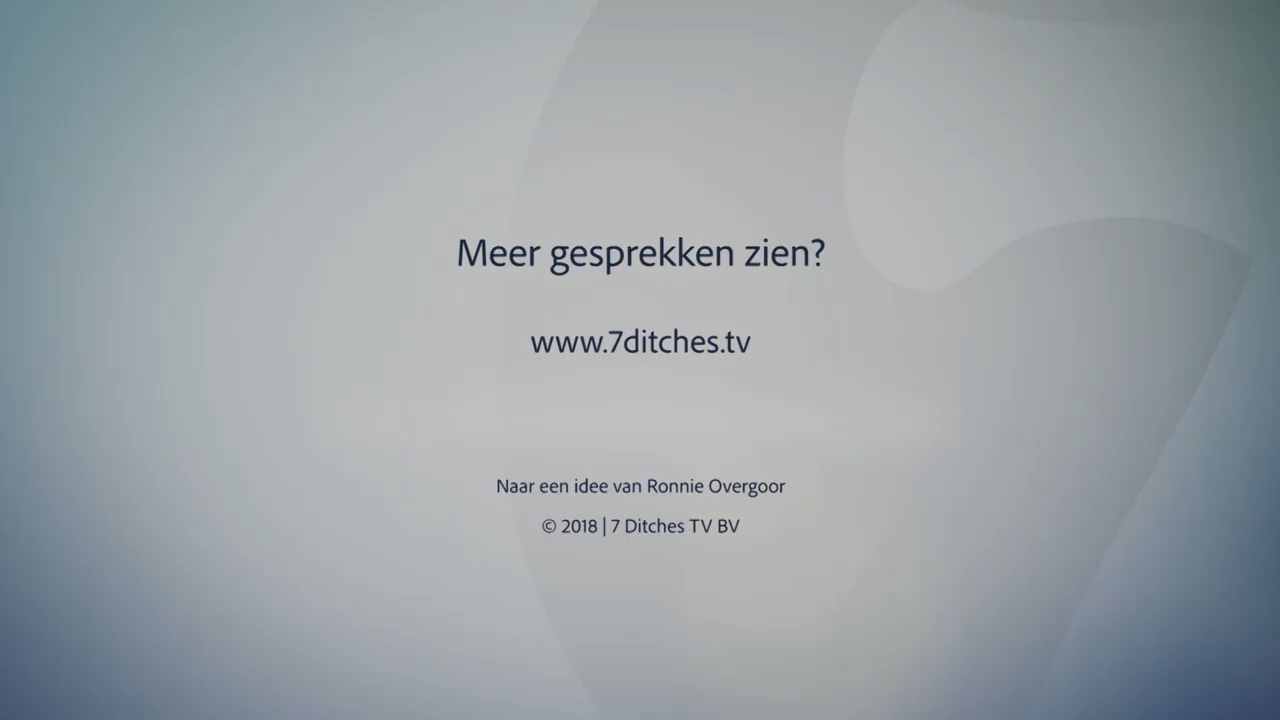 Meer gesprekken zien?
www.7ditches.tv
Naar een idee van Ronnie Overgoor
© 2018 | 7 Ditches TV BV